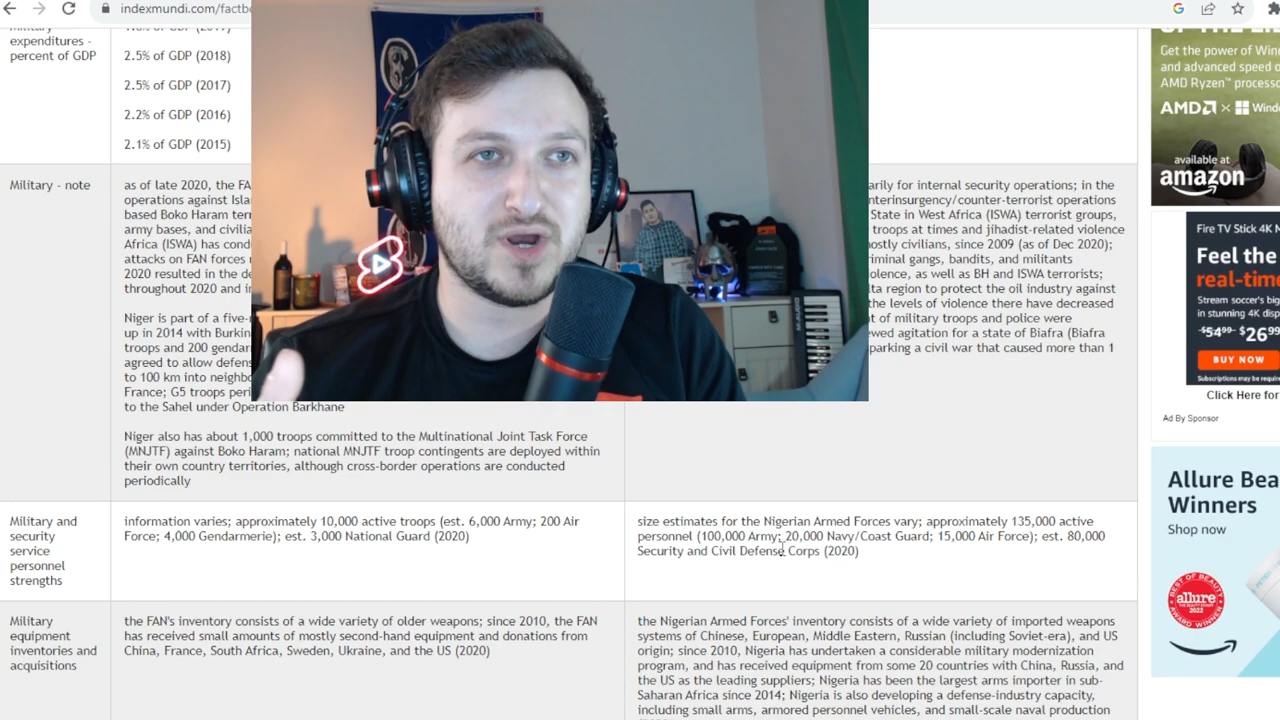 indexmundi.com/factbo
Military
expenditures -
percent of GDP
2.5% of GDP (2018)
2.5% of GDP (2017)
2.2% of GDP (2016)
2.1% of GDP (2015)
Military - note
as of late 2020, the FA
operations against Isla
based Boko Haram terr
army bases, and civilia
Africa (ISWA) has cond
attacks on FAN forces
2020 resulted in the de
throughout 2020 and i
Niger is part of a five-
up in 2014 with Burkin
troops and 200 gendar
agreed to allow defens
to 100 km into neighbo
France; G5 troops peri
to the Sahel under Operation Barkhane
Niger also has about 1,000 troops committed to the Multinational Joint Task Force
(MNJTF) against Boko Haram; national MNJTF troop contingents are deployed within
their own country territories, although cross-border operations are conducted
periodically
arily for internal security operations; in the
nterinsurgency/counter-terrorist operations
State in West Africa (ISWA) terrorist groups,
troops at times and jihadist-related violence
ostly civilians, since 2009 (as of Dec 2020);
riminal gangs, bandits, and militants
olence, as well as BH and ISWA terrorists;
lta region to protect the oil industry against
the levels of violence there have decreased
t of military troops and police were
ewed agitation for a state of Biafra (Biafra
parking a civil war that caused more than 1
Military and
security
service
personnel
strengths
information varies; approximately 10,000 active troops (est. 6,000 Army; 200 Air
Force; 4,000 Gendarmerie); est. 3,000 National Guard (2020)
size estimates for the Nigerian Armed Forces vary; approximately 135,000 active
personnel (100,000 Army; 20,000 Navy/Coast Guard; 15,000 Air Force); est. 80,000
Security and Civil Defense Corps (2020)
Military
equipment
inventories and
acquisitions
the FAN's inventory consists of a wide variety of older weapons; since 2010, the FAN
has received small amounts of mostly second-hand equipment and donations from
China, France, South Africa, Sweden, Ukraine, and the US (2020)
the Nigerian Armed Forces' inventory consists of a wide variety of imported weapons
systems of Chinese, European, Middle Eastern, Russian (including Soviet-era), and US
origin; since 2010, Nigeria has undertaken a considerable military modernization
program, and has received equipment from some 20 countries with China, Russia, and
the US as the leading suppliers; Nigeria has been the largest arms importer in sub-
Saharan Africa since 2014; Nigeria is also developing a defense-industry capacity,
including small arms, armored personnel vehicles, and small-scale naval production
Get the power of Wind
and advanced speed o
AMD Ryzen™ processo
AMD x Windo
available at
amazon
Fire TV Stick 4K M
Feel the
real-tim
Stream soccer's big
in stunning 4K disp
$54.99 $26.99
BUY NOW
Subscriptions may be requir
Click Here for
Ad By Sponsor
Allure Bea
Winners
Shop now
BEST OF BEAUTY
allure
THE BEAUTY EXPERT
2022